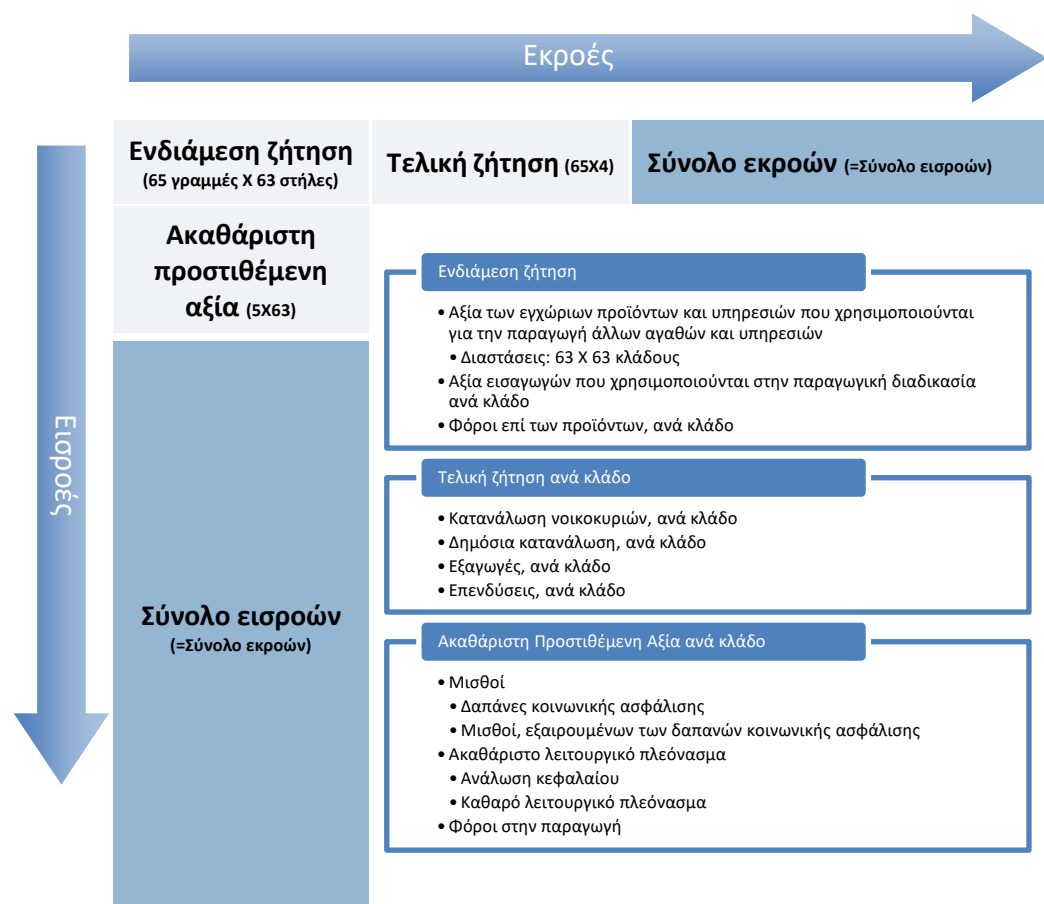 Εκροές
Εισροές
Ενδιάμεση ζήτηση
(65 γραμμές Χ 63 στήλες)
Τελική ζήτηση (65Χ4)
Σύνολο εκροών (=Σύνολο εισροών)
Ακαθάριστη
προστιθέμενη
αξία (5Χ63)
Σύνολο εισροών
(=Σύνολο εκροών)
Ενδιάμεση ζήτηση
• Αξία των εγχώριων προϊόντων και υπηρεσιών που χρησιμοποιούνται
για την παραγωγή άλλων αγαθών και υπηρεσιών
• Διαστάσεις: 63 Χ 63 κλάδους
• Αξία εισαγωγών που χρησιμοποιούνται στην παραγωγική διαδικασία
ανά κλάδο
• Φόροι επί των προϊόντων, ανά κλάδο
Τελική ζήτηση ανά κλάδο
• Κατανάλωση νοικοκυριών, ανά κλάδο
• Δημόσια κατανάλωση, ανά κλάδο
• Εξαγωγές, ανά κλάδο
• Επενδύσεις, ανά κλάδο
Ακαθάριστη Προστιθέμενη Αξία ανά κλάδο
• Μισθοί
• Δαπάνες κοινωνικής ασφάλισης
• Μισθοί, εξαιρουμένων των δαπανών κοινωνικής ασφάλισης
• Ακαθάριστο λειτουργικό πλεόνασμα
• Ανάλωση κεφαλαίου
• Καθαρό λειτουργικό πλεόνασμα
• Φόροι στην παραγωγή